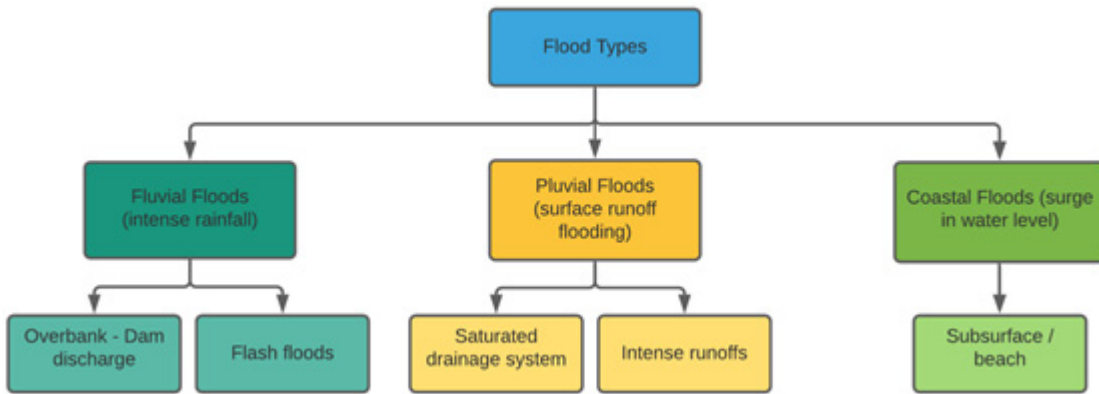 Flood Types
Fluvial Floods
(intense rainfall)
Pluvial Floods
(surface runoff
flooding)
Coastal Floods (surge
in water level)
Overbank - Dam
discharge
Flash floods
Saturated
drainage system
Intense runoffs
Subsurface /
beach